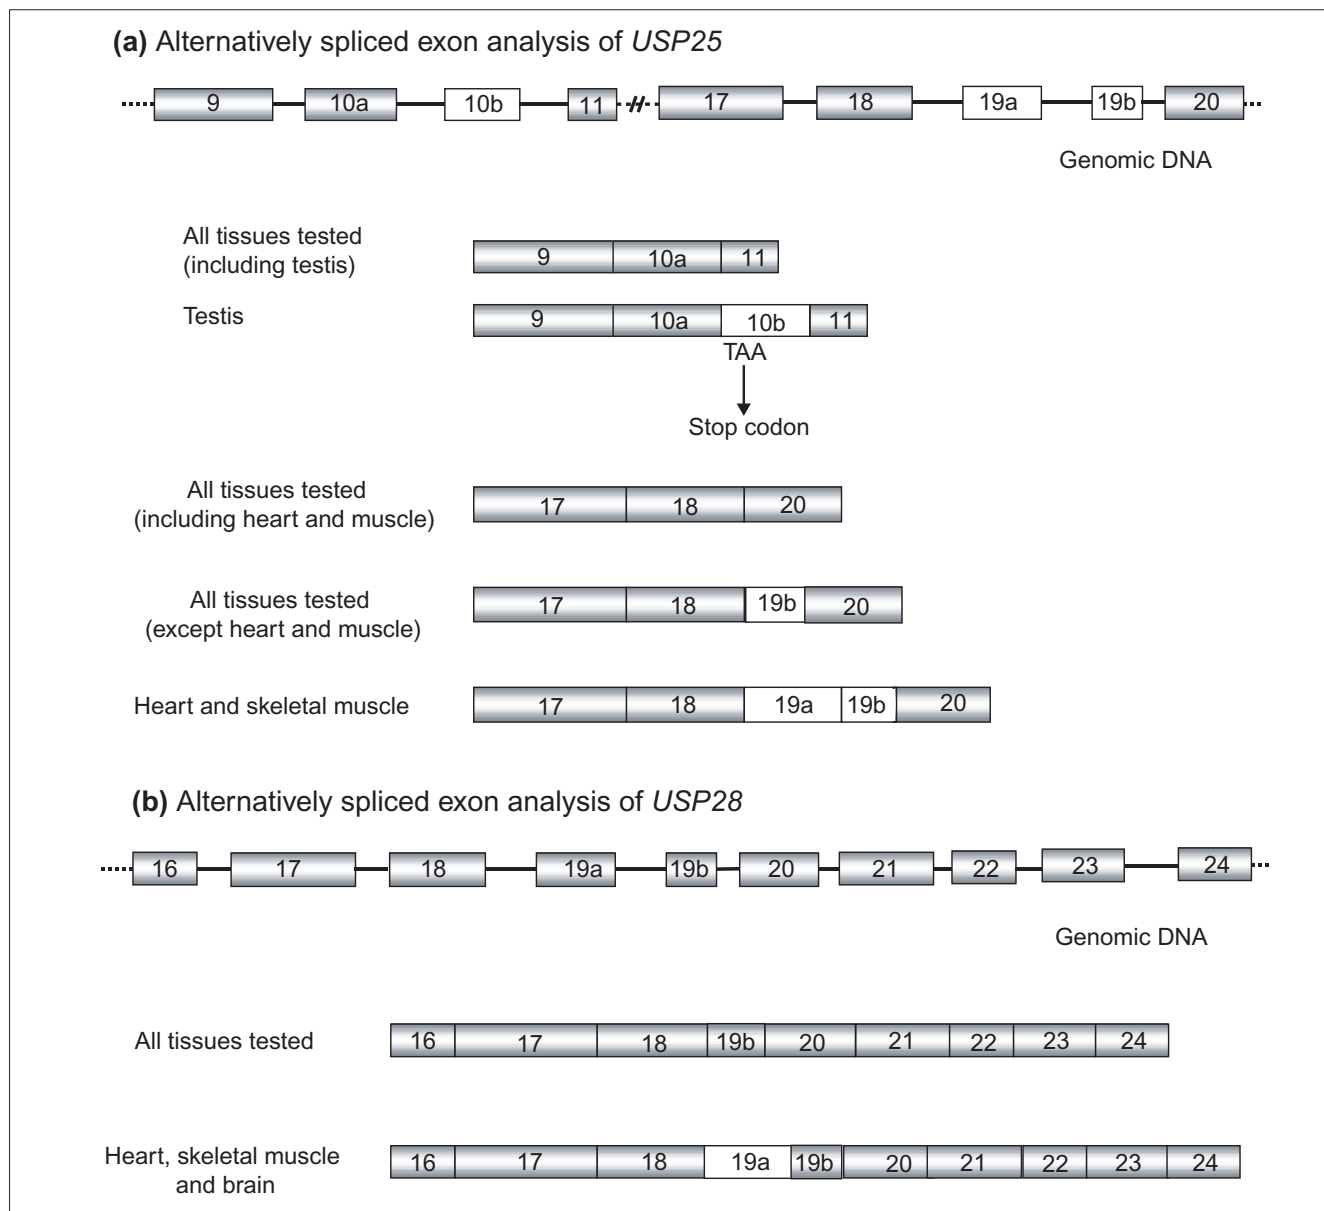 (a) Alternatively spliced exon analysis of USP25
9 10a 10b 11 17 18 19a 19b 20
Genomic DNA
All tissues tested
(including testis)
9 10a 11
Testis
9 10a 10b 11
TAA
Stop codon
All tissues tested
(including heart and muscle)
17 18 20
All tissues tested
(except heart and muscle)
17 18 19b 20
Heart and skeletal muscle
17 18 19a 19b 20
(b) Alternatively spliced exon analysis of USP28
16 17 18 19a 19b 20 21 22 23 24
Genomic DNA
All tissues tested
16 17 18 19b 20 21 22 23 24
Heart, skeletal muscle
and brain
16 17 18 19a 19b 20 21 22 23 24